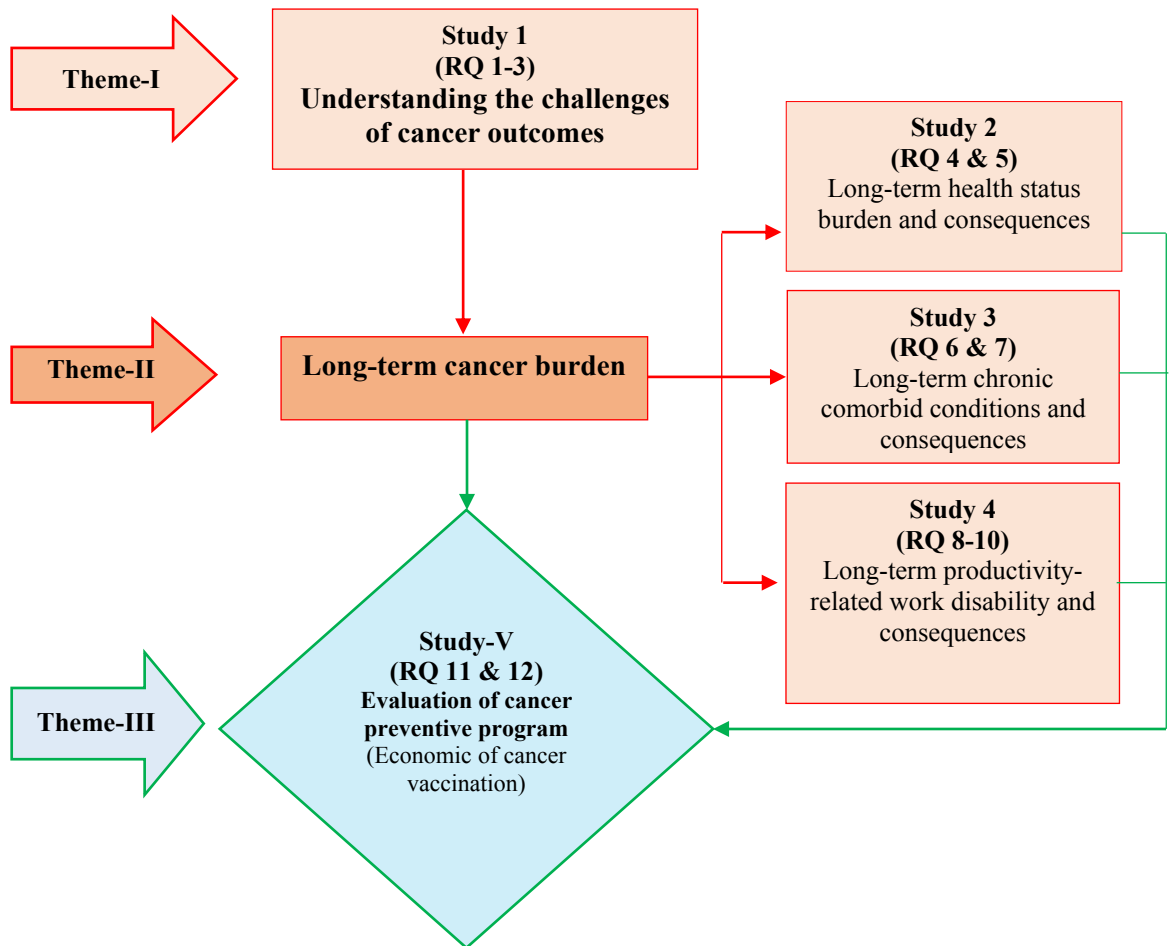 Theme-I
Study 1
(RQ 1-3)
Understanding the challenges
of cancer outcomes
Study 2
(RQ 4 & 5)
Long-term health status
burden and consequences
Theme-II
Long-term cancer burden
Study 3
(RQ 6 & 7)
Long-term chronic
comorbid conditions and
consequences
Study 4
(RQ 8-10)
Long-term productivity-
related work disability and
consequences
Theme-III
Study-V
(RQ 11 & 12)
Evaluation of cancer
preventive program
(Economic of cancer
vaccination)